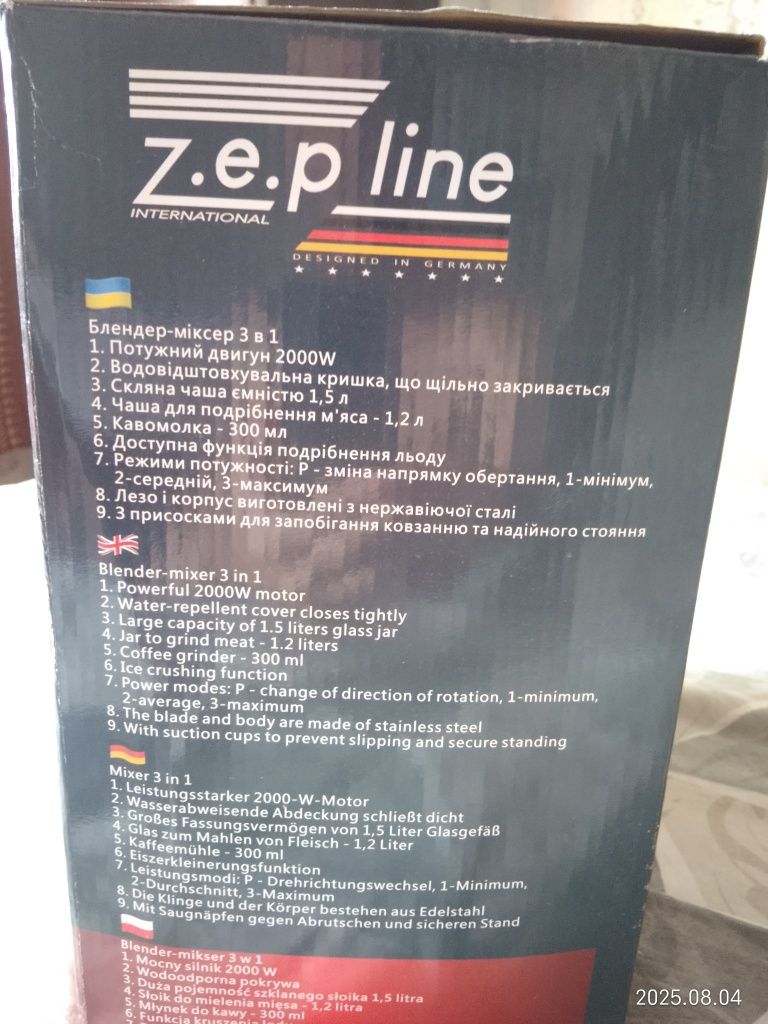 z.e.p line
INTERNATIONAL
DESIGNED IN GERMANY
Блендер-міксер 3 в 1
1. Потужний двигун 2000W
2. Водовідштовхувальна кришка, що щільно закривається
3. Скляна чаша ємністю 1,5 л
4. Чаша для подрібнення м'яса - 1,2 л
5. Кавомолка - 300 мл
6. Доступна функція подрібнення льоду
7. Режими потужності: P - зміна напрямку обертання, 1-мінімум,
2-середній, 3-максимум
8. Лезо і корпус виготовлені з нержавіючої сталі
9. З присосками для запобігання ковзанню та надійного стояння
Blender-mixer 3 in 1
1. Powerful 2000W motor
2. Water-repellent cover closes tightly
3. Large capacity of 1.5 liters glass jar
4. Jar to grind meat - 1.2 liters
5. Coffee grinder - 300 ml
6. Ice crushing function
7. Power modes: P - change of direction of rotation, 1-minimum,
2-average, 3-maximum
8. The blade and body are made of stainless steel
9. With suction cups to prevent slipping and secure standing
Mixer 3 in 1
1. Leistungsstarker 2000-W-Motor
2. Wasserabweisende Abdeckung schließt dicht
3. Großes Fassungsvermögen von 1,5 Liter Glasgefäß
4. Glas zum Mahlen von Fleisch - 1,2 Liter
5. Kaffeemühle - 300 ml
6. Eiszerkleinerungsfunktion
7. Leistungsmodi: P - Drehrichtungswechsel, 1-Minimum,
2-Durchschnitt, 3-Maximum
8. Die Klinge und der Körper bestehen aus Edelstahl
9. Mit Saugnäpfen gegen Abrutschen und sicheren Stand
Blender-mikser 3 w 1
1. Mocny silnik 2000 W
2. Wodoodporna pokrywa
3. Duża pojemność szklanego słoika 1,5 litra
4. Słoik do mielenia mięsa - 1,2 litra
5. Młynek do kawy - 300 ml
6. Funkcja kruszenia lodu
2025.08.04